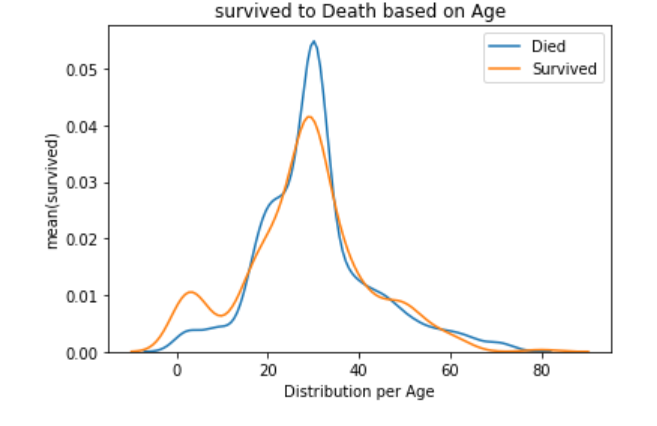 survived to Death based on Age
Died
Survived
mean(survived)
0.05
0.04
0.03
0.02
0.01
0.00
0 20 40 60 80
Distribution per Age